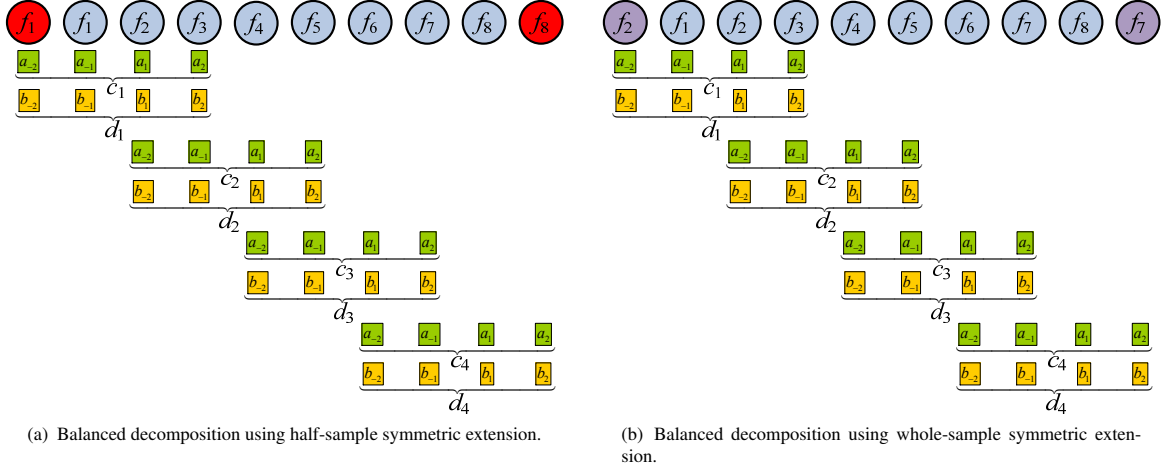 f₁ f₁ f₂ f₃ f₄ f₅ f₆ f₇ f₈ f₈
a₋₂ a₋₁ a₁ a₂
c₁
b₋₂ b₋₁ b₁ b₂
d₁
a₋₂ a₋₁ a₁ a₂
c₂
b₋₂ b₋₁ b₁ b₂
d₂
a₋₂ a₋₁ a₁ a₂
c₃
b₋₂ b₋₁ b₁ b₂
d₃
a₋₂ a₋₁ a₁ a₂
c₄
b₋₂ b₋₁ b₁ b₂
d₄
(a) Balanced decomposition using half-sample symmetric extension.
f₂ f₁ f₂ f₃ f₄ f₅ f₆ f₇ f₈ f₇
a₋₂ a₋₁ a₁ a₂
c₁
b₋₂ b₋₁ b₁ b₂
d₁
a₋₂ a₋₁ a₁ a₂
c₂
b₋₂ b₋₁ b₁ b₂
d₂
a₋₂ a₋₁ a₁ a₂
c₃
b₋₂ b₋₁ b₁ b₂
d₃
a₋₂ a₋₁ a₁ a₂
c₄
b₋₂ b₋₁ b₁ b₂
d₄
(b) Balanced decomposition using whole-sample symmetric exten-
sion.